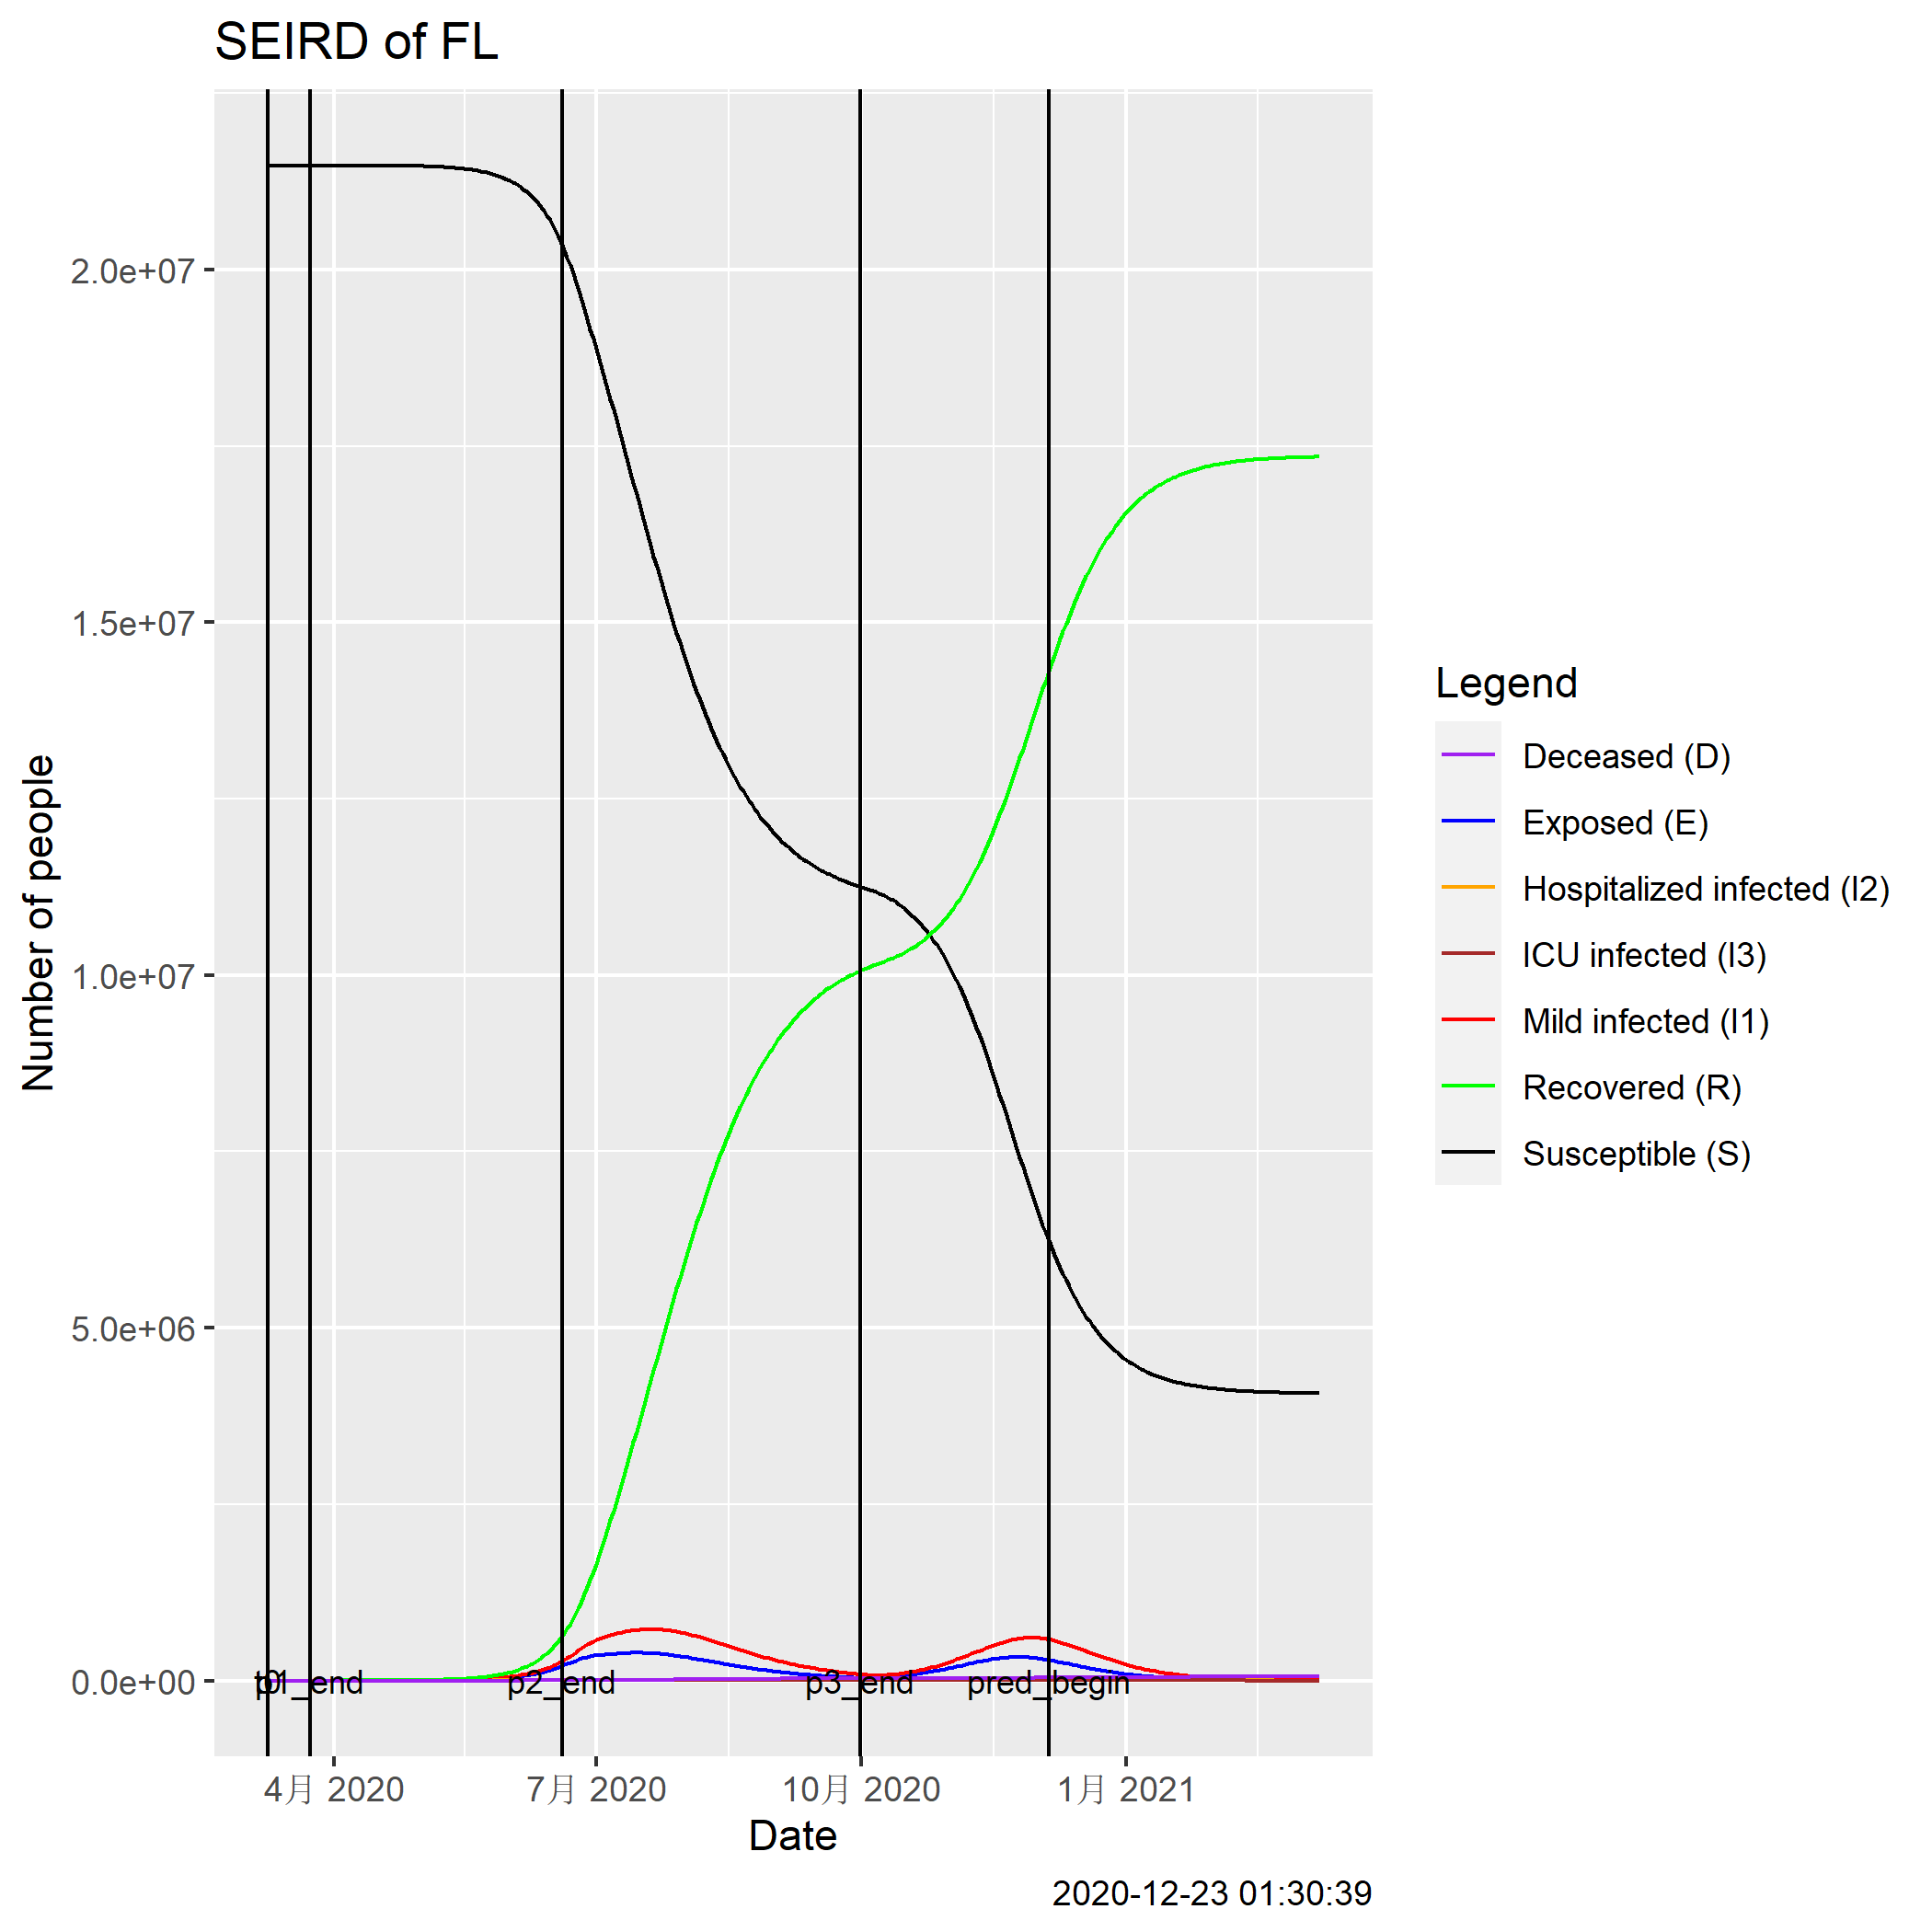 SEIRD of FL
Number of people
2.0e+07
1.5e+07
1.0e+07
5.0e+06
0.0e+00
p1_end
p2_end
p3_end
pred_begin
4月 2020
7月 2020
10月 2020
1月 2021
Date
Legend
Deceased (D)
Exposed (E)
Hospitalized infected (I2)
ICU infected (I3)
Mild infected (I1)
Recovered (R)
Susceptible (S)
2020-12-23 01:30:39